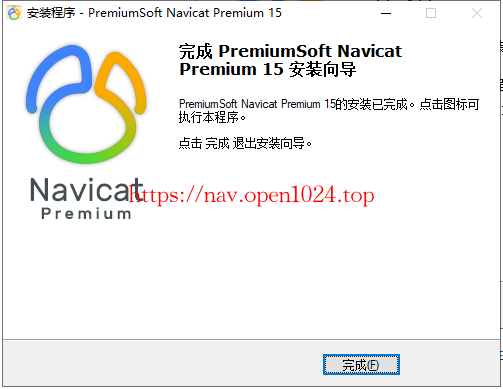 安装程序 - PremiumSoft Navicat Premium 15
完成 PremiumSoft Navicat
Premium 15 安装向导
PremiumSoft Navicat Premium 15的安装已完成。点击图标可
执行本程序。
点击 完成 退出安装向导。
Navicat
Premium
https://nav.open1024.top
完成(F)